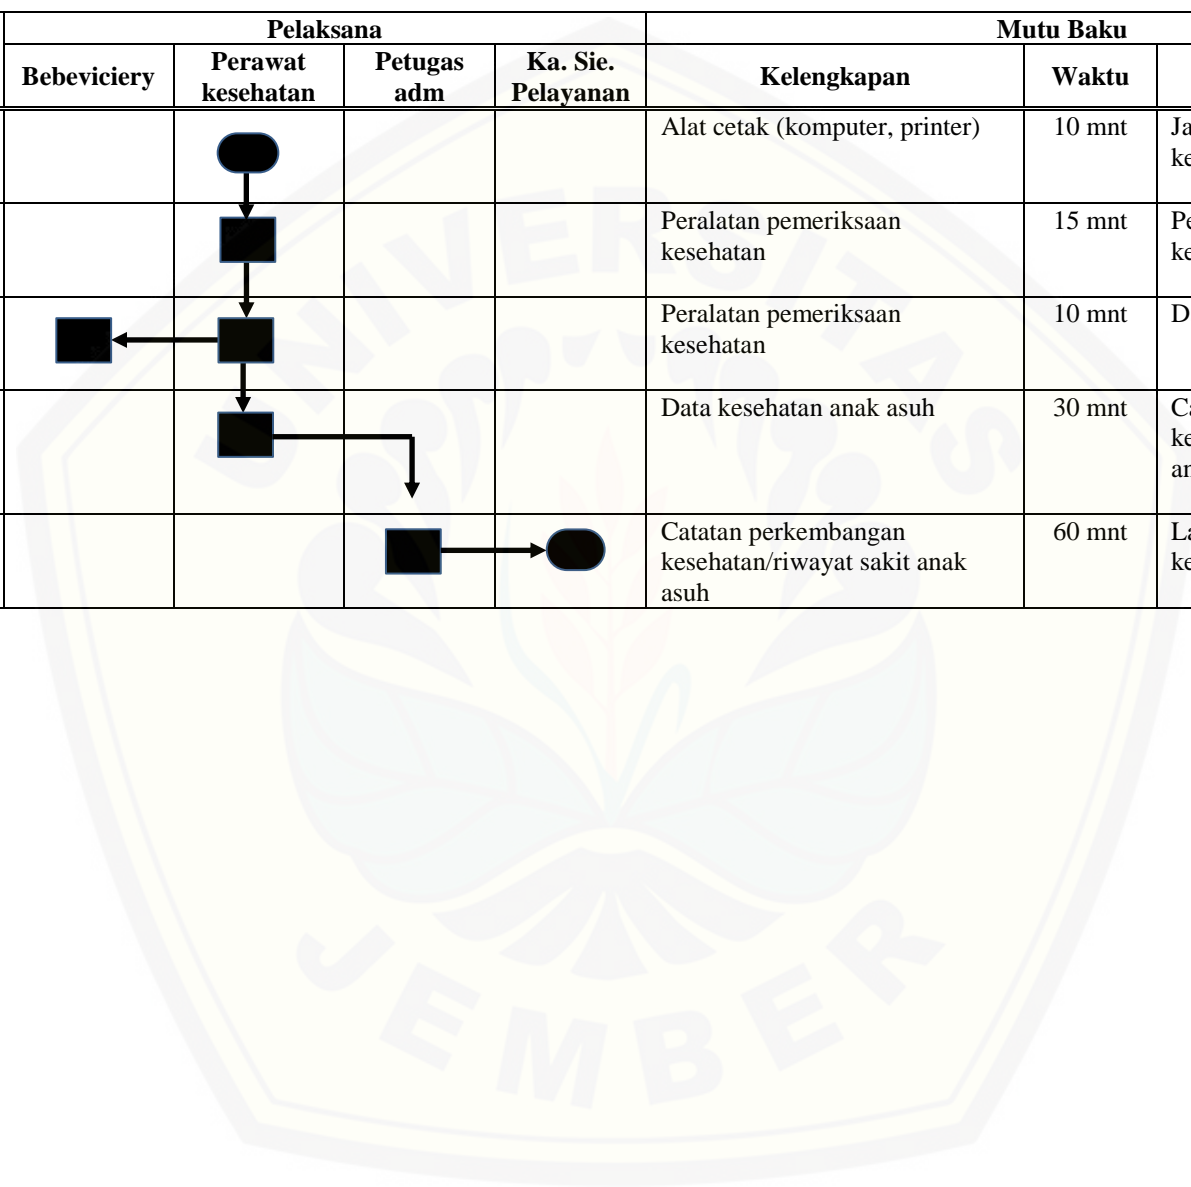 Pelaksana
Mutu Baku
Bebeviciery
Perawat
kesehatan
Petugas
adm
Ka. Sie.
Pelayanan
Kelengkapan
Waktu
Alat cetak (komputer, printer)
10 mnt
Peralatan pemeriksaan
kesehatan
15 mnt
Peralatan pemeriksaan
kesehatan
10 mnt
Data kesehatan anak asuh
30 mnt
Catatan perkembangan
kesehatan/riwayat sakit anak
asuh
60 mnt
UNIVERSITAS
JEMBER